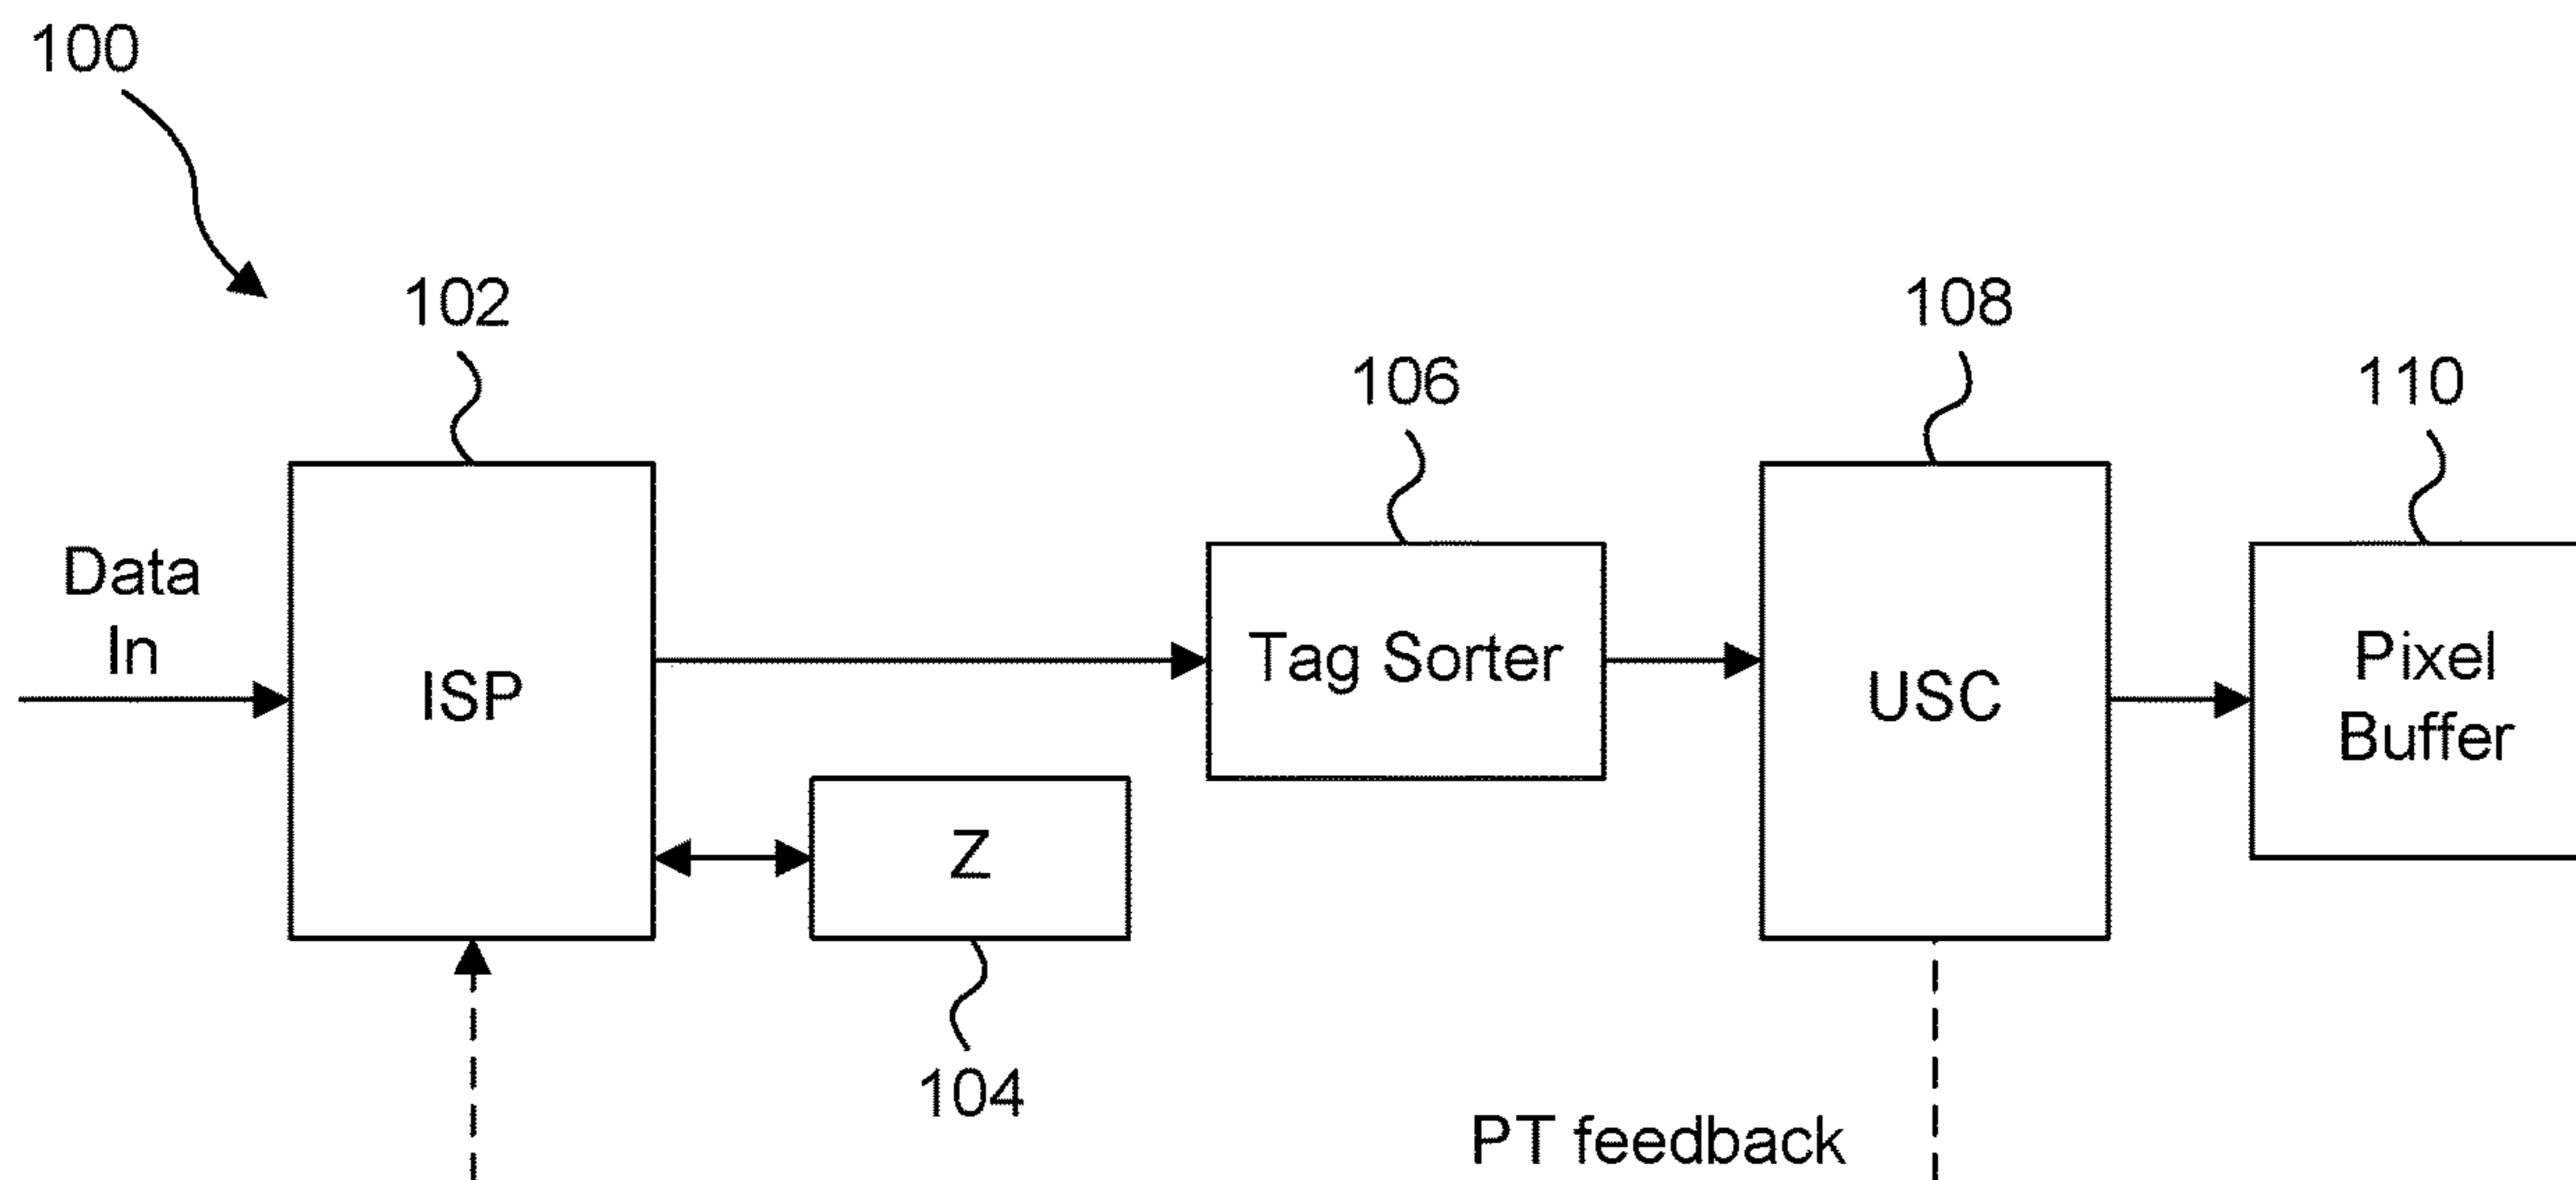 100
102
108
106
110
Data
In
ISP
Tag Sorter
USC
Pixel
Buffer
Z
104
PT feedback